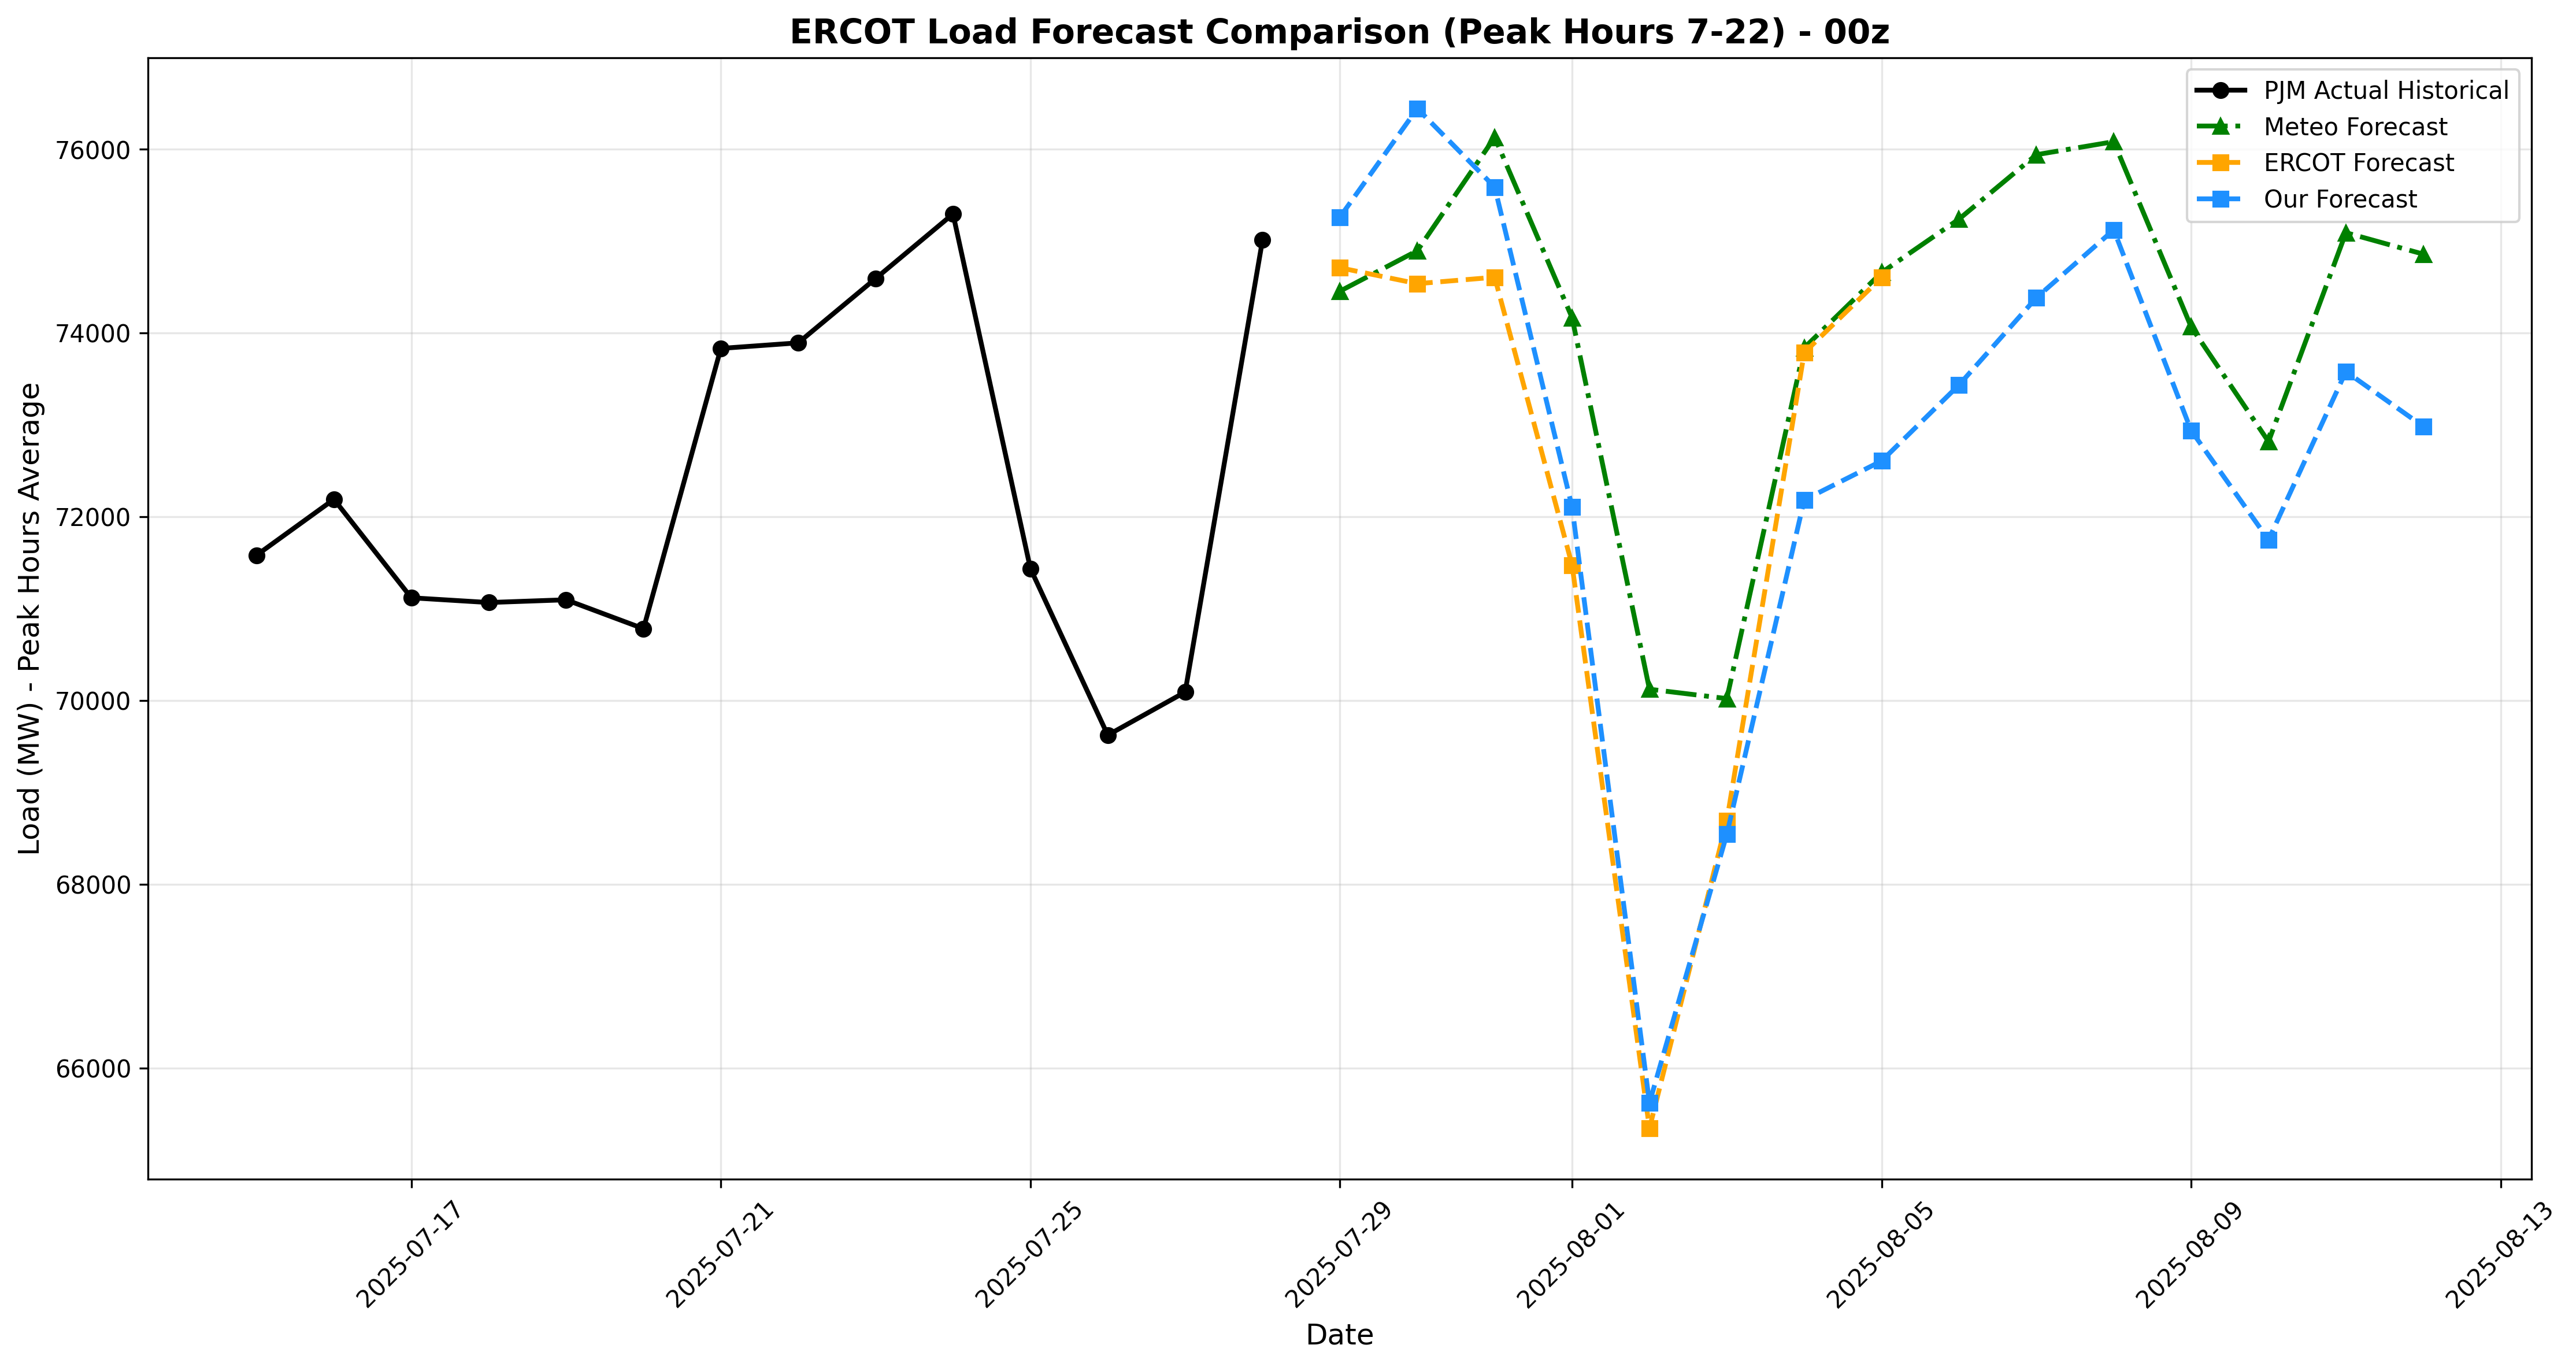 ERCOT Load Forecast Comparison (Peak Hours 7-22) - 00z
PJM Actual Historical
Meteo Forecast
ERCOT Forecast
Our Forecast
Load (MW) - Peak Hours Average
76000
74000
72000
70000
68000
66000
2025-07-17
2025-07-21
2025-07-25
2025-07-29
2025-08-01
2025-08-05
2025-08-09
2025-08-13
Date